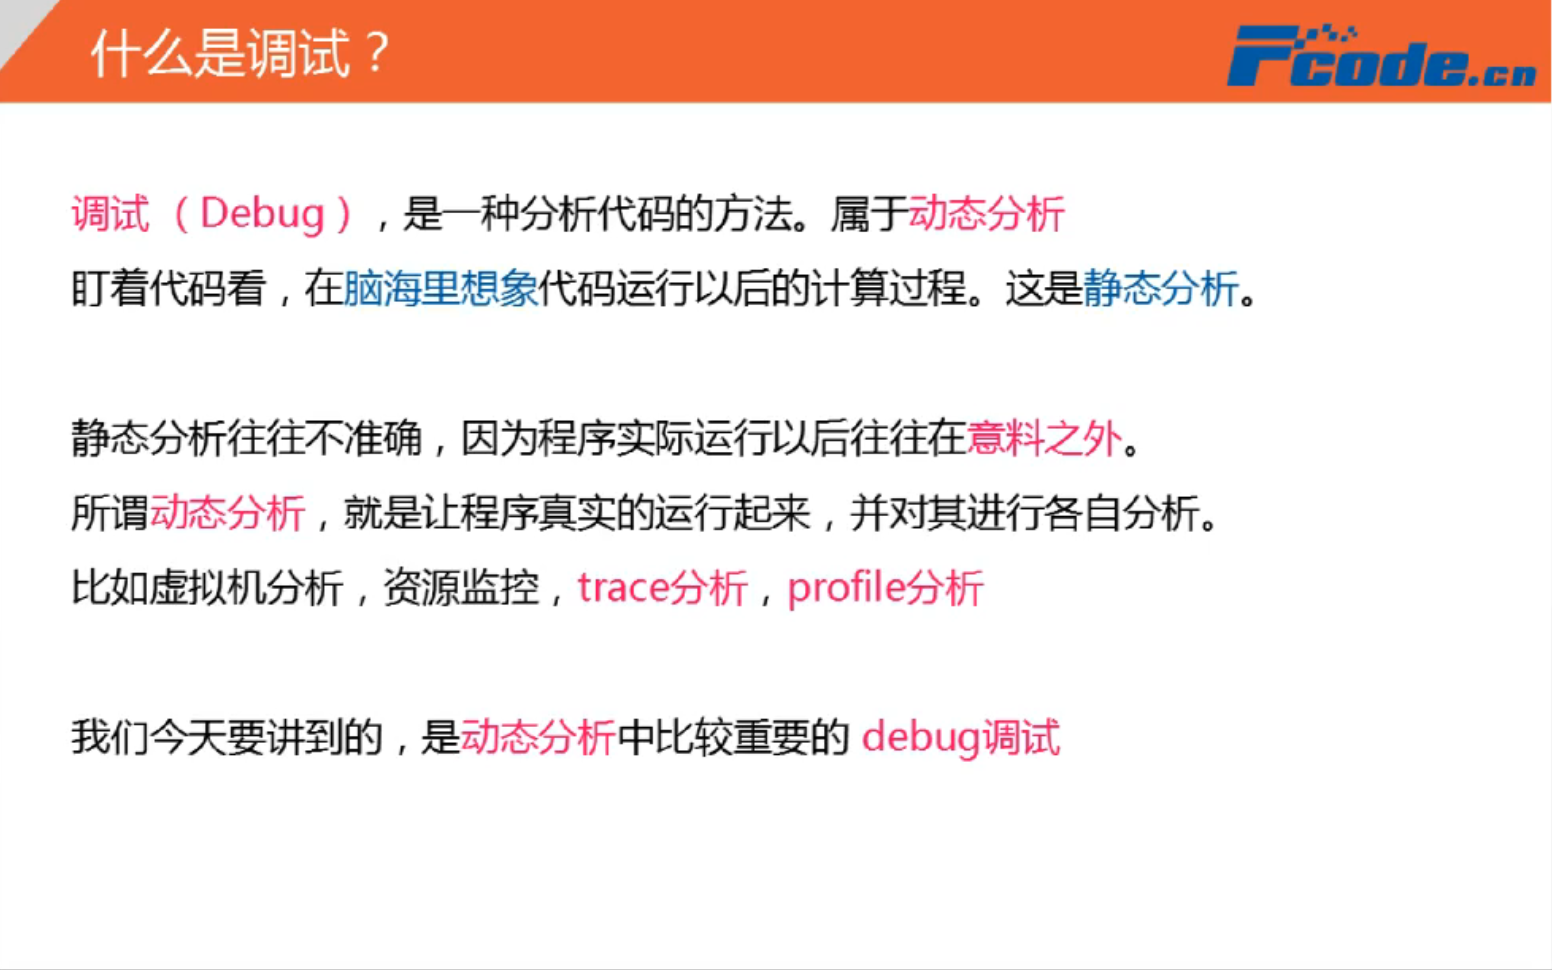 什么是调试？
Fcode.cn
调试（Debug），是一种分析代码的方法。属于动态分析
盯着代码看，在脑海里想象代码运行以后的计算过程。这是静态分析。
静态分析往往不准确，因为程序实际运行以后往往在意料之外。
所谓动态分析，就是让程序真实的运行起来，并对其进行各自分析。
比如虚拟机分析，资源监控，trace分析，profile分析
我们今天要讲到的，是动态分析中比较重要的 debug调试